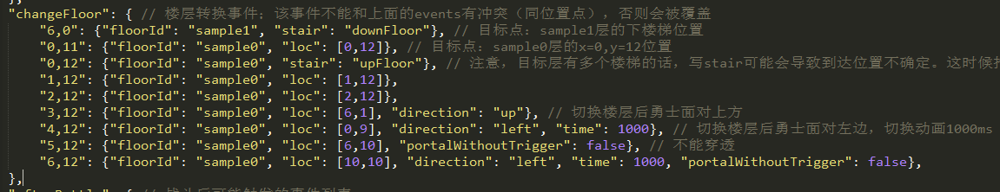 "changeFloor": { // 楼层转换事件；该事件不能和上面的events有冲突（同位置点），否则会被覆盖
"6,0": {"floorId": "sample1", "stair": "downFloor"}, // 目标点：sample1层的下楼梯位置
"0,11": {"floorId": "sample0", "loc": [0,12]}, // 目标点：sample0层的x=0,y=12位置
"0,12": {"floorId": "sample0", "stair": "upFloor"}, // 注意，目标层有多个楼梯的话，写stair可能会导致到达位置不确定。这时候
"1,12": {"floorId": "sample0", "loc": [1,12]},
"2,12": {"floorId": "sample0", "loc": [2,12]},
"3,12": {"floorId": "sample0", "loc": [6,1], "direction": "up"}, // 切换楼层后勇士面对上方
"4,12": {"floorId": "sample0", "loc": [0,9], "direction": "left", "time": 1000}, // 切换楼层后勇士面对左边，切换动画1000ms
"5,12": {"floorId": "sample0", "loc": [6,10], "portalWithoutTrigger": false}, // 不能穿透
"6,12": {"floorId": "sample0", "loc": [10,10], "direction": "left", "time": 1000, "portalWithoutTrigger": false},
},